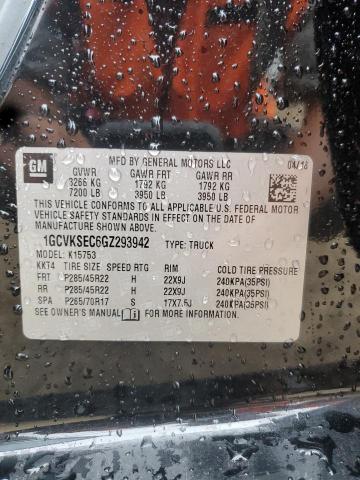 GM
MFD BY GENERAL MOTORS LLC 04/16
GVWR GAWR FRT GAWR RR
3266 KG 1792 KG 1792 KG
7200 LB 3950 LB 3950 LB
THIS VEHICLE CONFORMS TO ALL APPLICABLE U.S. FEDERAL MOTOR
VEHICLE SAFETY, BUMPER, AND THEFT PREVENTION
STANDARDS IN EFFECT ON THE DATE OF
MANUFACTURE SHOWN ABOVE.
1GCVKSEC6GZ293942 TYPE: TRUCK
MODEL: K15753
KKT4 TIRE SIZE SPEED RTG RIM COLD TIRE PRESSURE
FRT P285/45R22 H 22X9J 240KPA(35PSI)
RR P285/45R22 H 22X9J 240KPA(35PSI)
SPA P265/70R17 17X7.5J 240KPA(35PSI)
SEE OWNER'S MANUAL FOR MORE INFORMATION